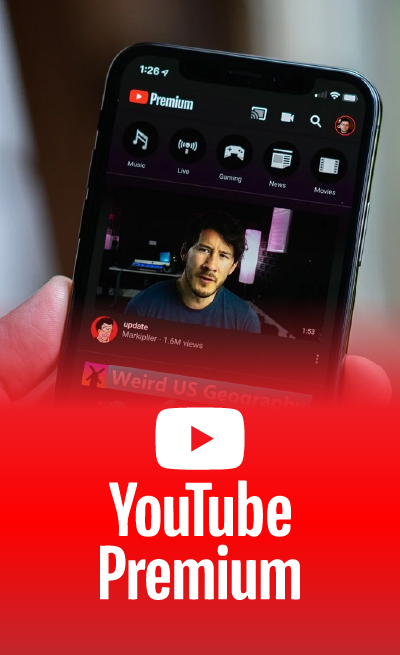 1:26
Premium
Music
Live
Gaming
News
Movies
1:53
update
Markiplier · 1.6M views
Weird US Geography
YouTube
Premium